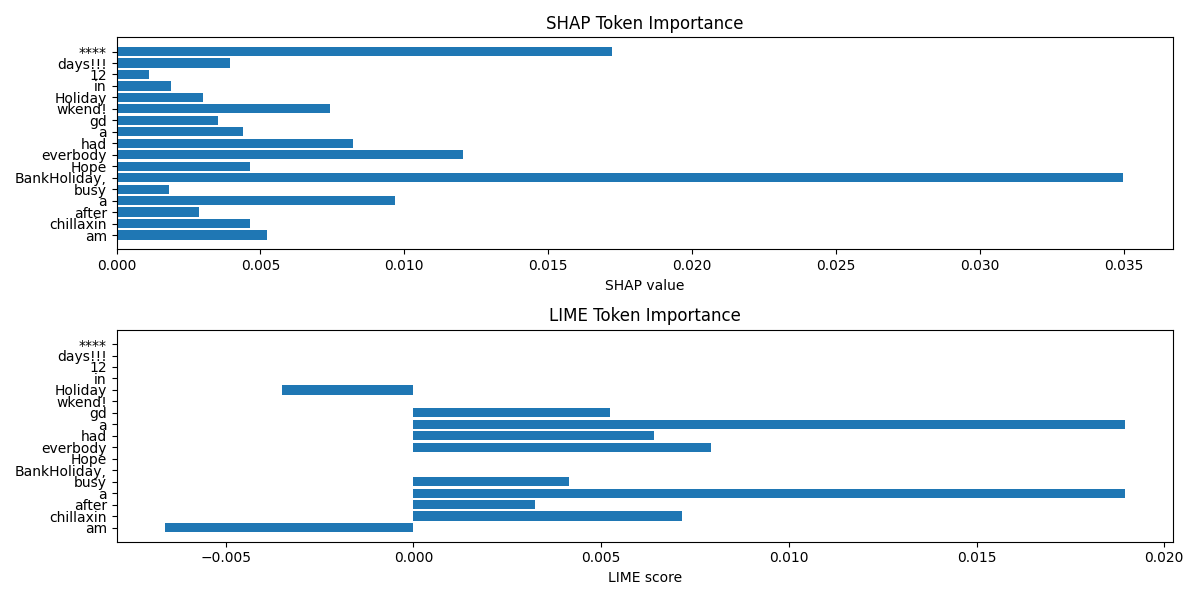 SHAP Token Importance
****
days!!!
12
in
Holiday
wkend!
gd
a
had
everbody
Hope
BankHoliday,
busy
a
after
chillaxin
am
0.000 0.005 0.010 0.015 0.020 0.025 0.030 0.035
SHAP value
LIME Token Importance
****
days!!!
12
in
Holiday
wkend!
gd
a
had
everbody
Hope
BankHoliday,
busy
a
after
chillaxin
am
−0.005 0.000 0.005 0.010 0.015 0.020
LIME score